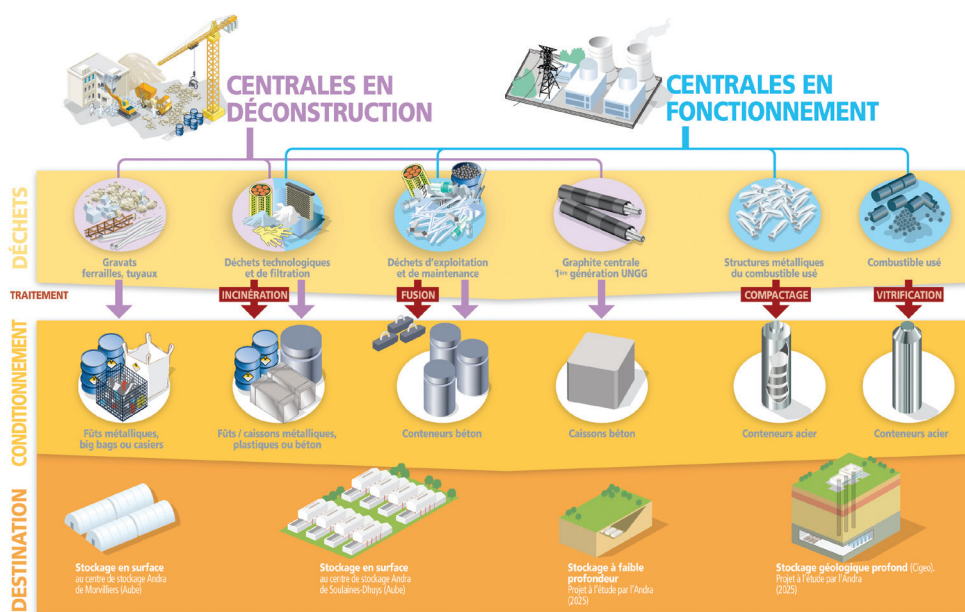 CENTRALES EN
DÉCONSTRUCTION
CENTRALES EN
FONCTIONNEMENT
DÉCHETS
Gravats
ferrailles, tuyaux
Déchets technologiques
et de filtration
Déchets d'exploitation
et de maintenance
Graphite centrale
1ère génération UNGG
Structures métalliques
du combustible usé
Combustible usé
TRAITEMENT
INCINÉRATION
FUSION
COMPACTAGE
VITRIFICATION
CONDITIONNEMENT
Fûts métalliques,
big bags ou casiers
Fûts / caissons métalliques,
plastiques ou béton
Conteneurs béton
Caissons béton
Conteneurs acier
Conteneurs acier
DESTINATION
Stockage en surface
au centre de stockage Andra
de Morvilliers (Aube)
Stockage en surface
au centre de stockage Andra
de Soulaines-Dhuys (Aube)
Stockage à faible
profondeur
Projet à l'étude par l'Andra
(2025)
Stockage géologique profond (Cigeo).
Projet à l'étude par l'Andra
(2025)